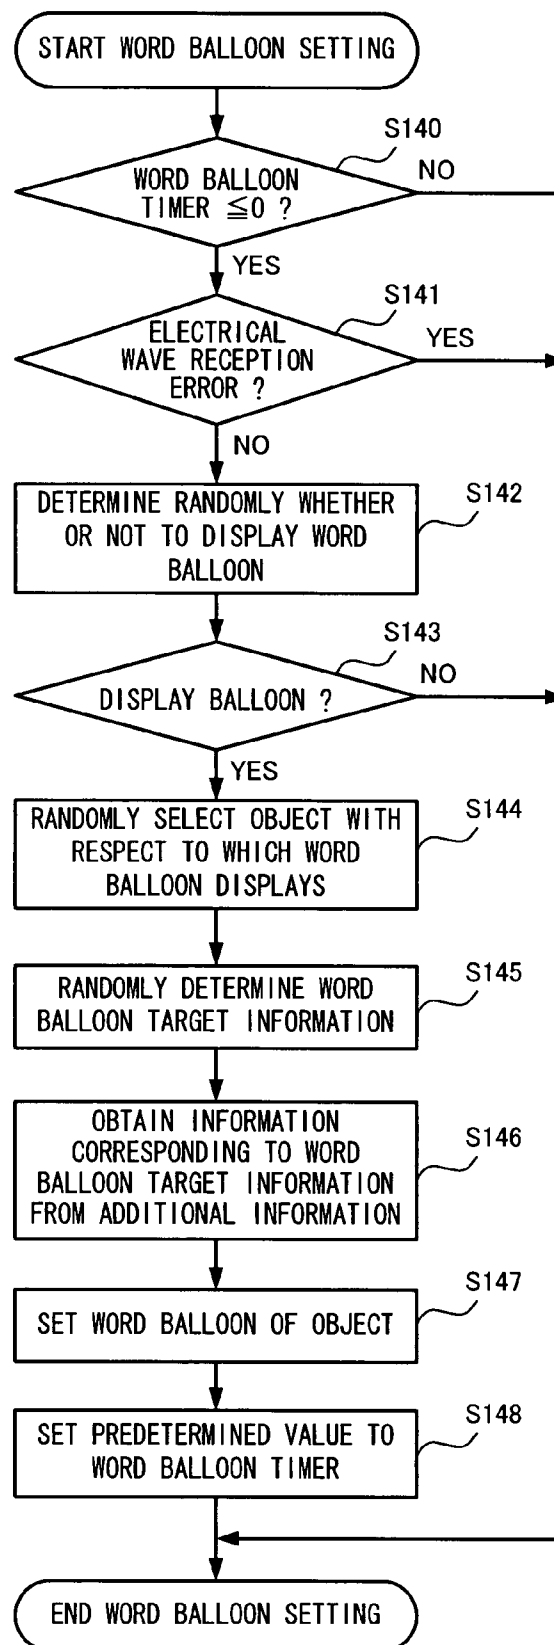 START WORD BALLOON SETTING
S140
WORD BALLOON
TIMER ≦0 ?
NO
YES
S141
ELECTRICAL
WAVE RECEPTION
ERROR ?
YES
NO
S142
DETERMINE RANDOMLY WHETHER
OR NOT TO DISPLAY WORD
BALLOON
S143
DISPLAY BALLOON ?
NO
YES
S144
RANDOMLY SELECT OBJECT WITH
RESPECT TO WHICH WORD
BALLOON DISPLAYS
S145
RANDOMLY DETERMINE WORD
BALLOON TARGET INFORMATION
S146
OBTAIN INFORMATION
CORRESPONDING TO WORD
BALLOON TARGET INFORMATION
FROM ADDITIONAL INFORMATION
S147
SET WORD BALLOON OF OBJECT
S148
SET PREDETERMINED VALUE TO
WORD BALLOON TIMER
END WORD BALLOON SETTING